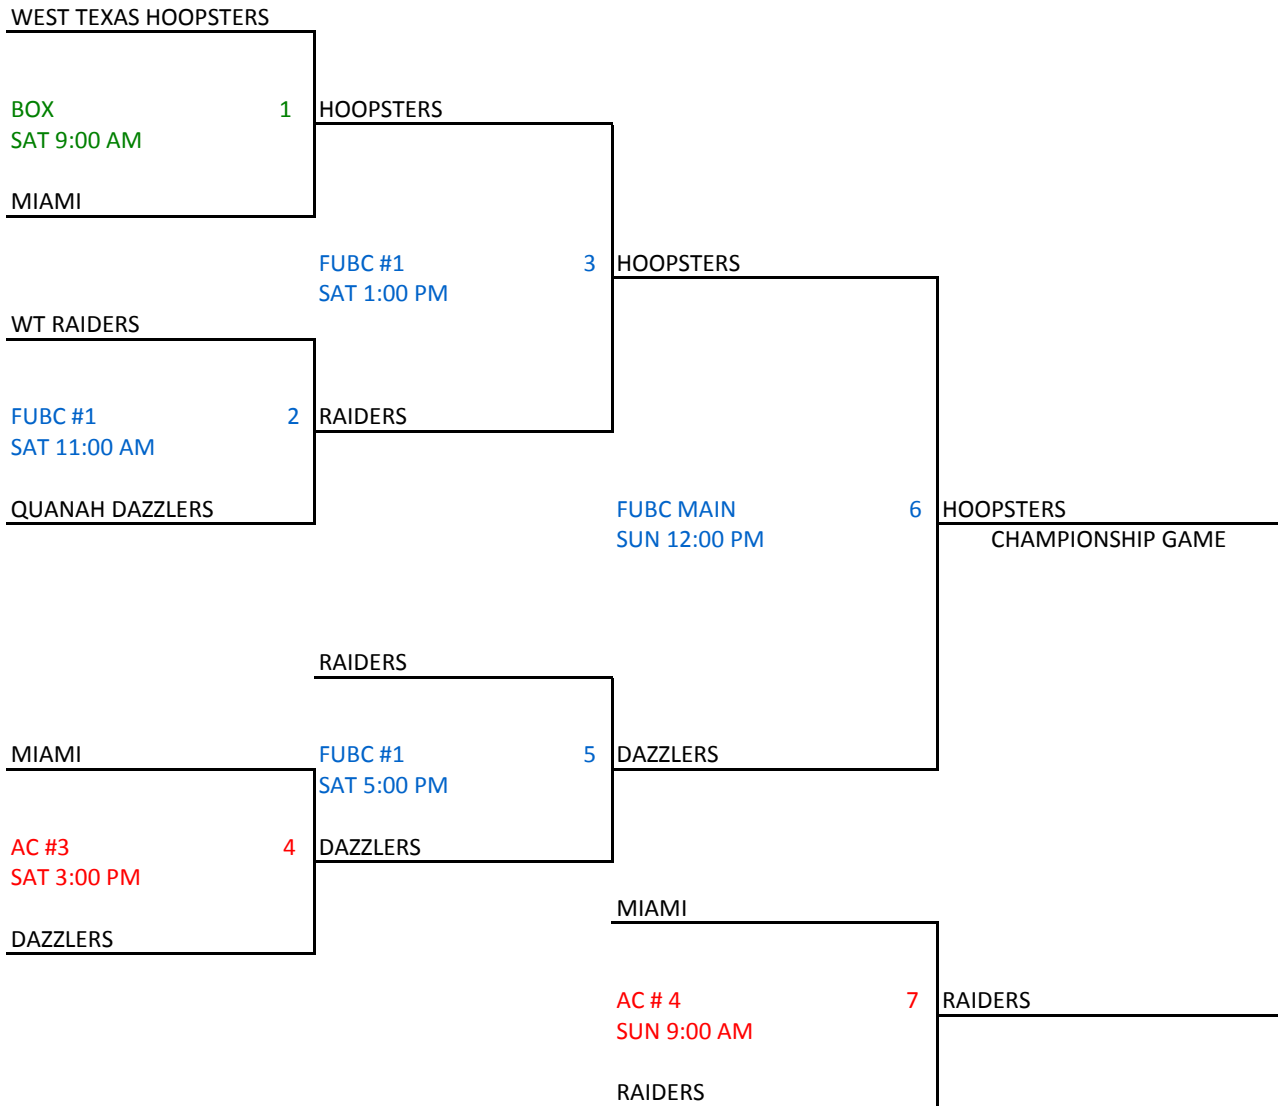 WEST TEXAS HOOPSTERS
BOX 1 HOOPSTERS
SAT 9:00 AM
MIAMI
FUBC #1 3 HOOPSTERS
SAT 1:00 PM
WT RAIDERS
FUBC #1 2 RAIDERS
SAT 11:00 AM
QUANAH DAZZLERS
FUBC MAIN 6 HOOPSTERS
SUN 12:00 PM
CHAMPIONSHIP GAME
RAIDERS
MIAMI
FUBC #1 5 DAZZLERS
SAT 5:00 PM
AC #3 4 DAZZLERS
SAT 3:00 PM
MIAMI
DAZZLERS
AC # 4 7 RAIDERS
SUN 9:00 AM
RAIDERS